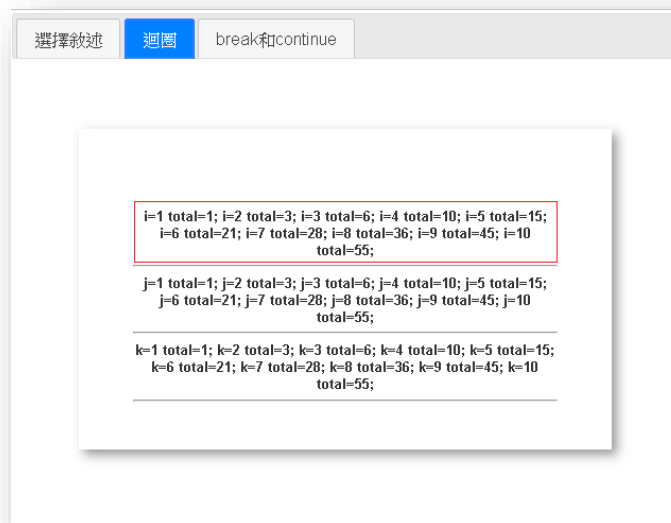 選擇敘述
迴圈
break和continue
i=1 total=1; i=2 total=3; i=3 total=6; i=4 total=10; i=5 total=15;
i=6 total=21; i=7 total=28; i=8 total=36; i=9 total=45; i=10
total=55;
j=1 total=1; j=2 total=3; j=3 total=6; j=4 total=10; j=5 total=15;
j=6 total=21; j=7 total=28; j=8 total=36; j=9 total=45; j=10
total=55;
k=1 total=1; k=2 total=3; k=3 total=6; k=4 total=10; k=5 total=15;
k=6 total=21; k=7 total=28; k=8 total=36; k=9 total=45; k=10
total=55;